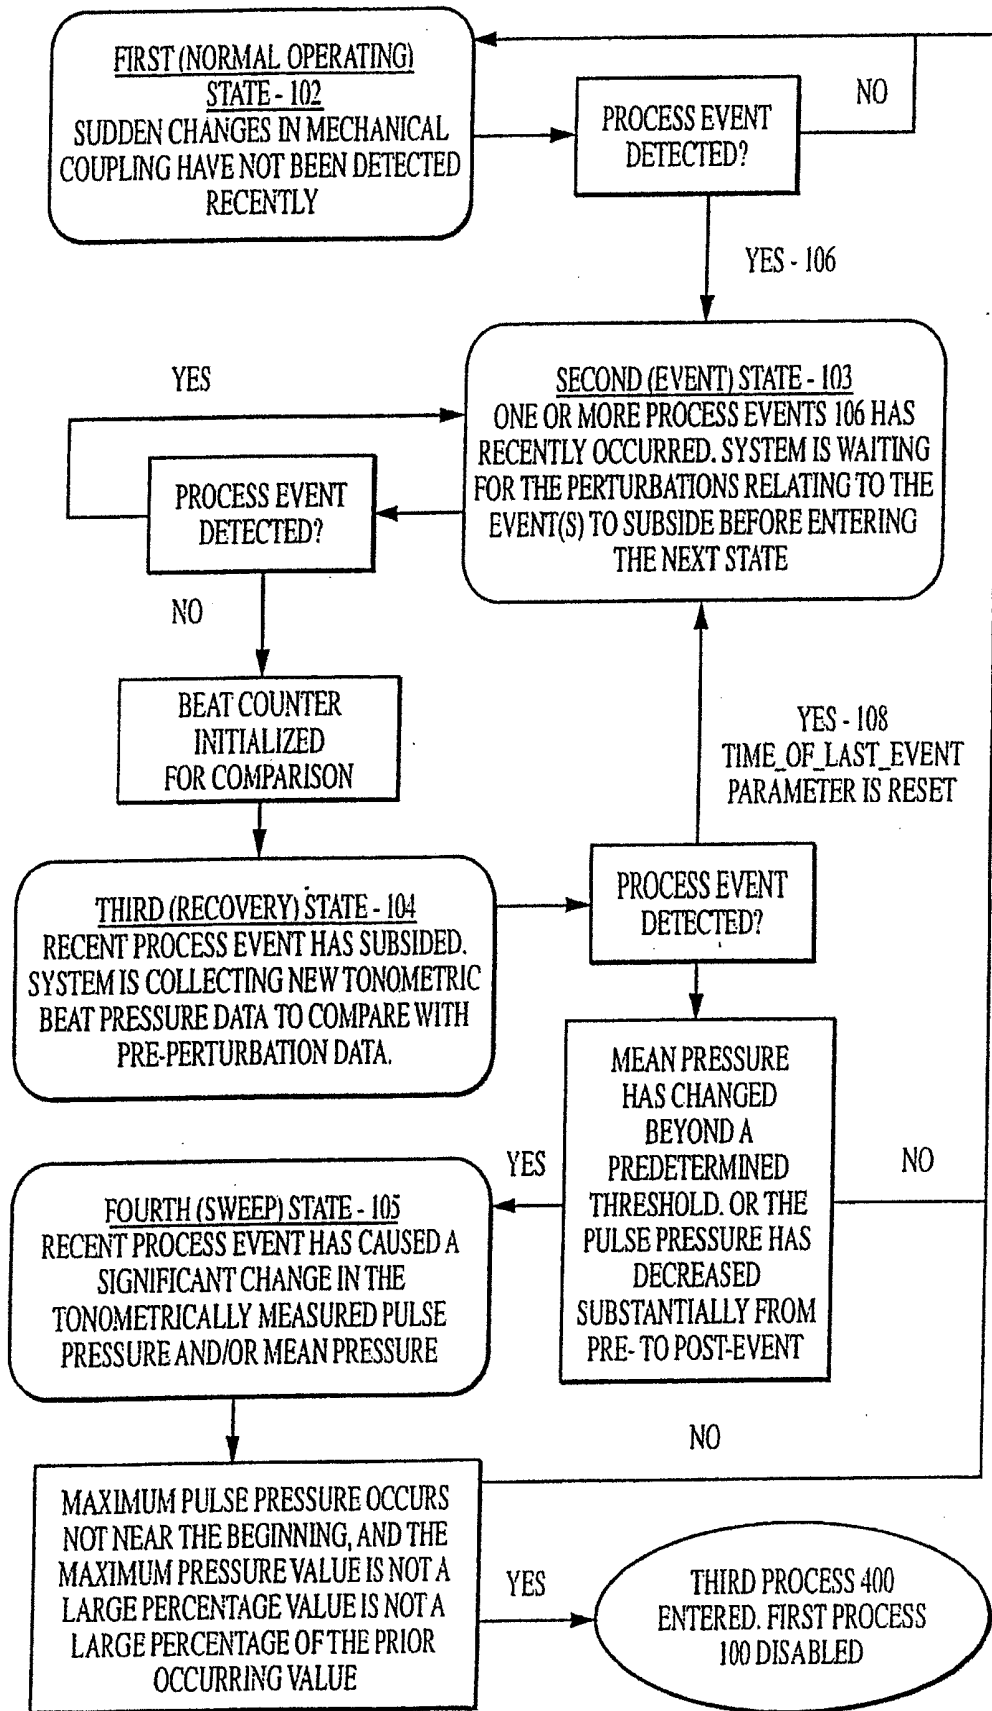 FIRST (NORMAL OPERATING)
STATE - 102
SUDDEN CHANGES IN MECHANICAL
COUPLING HAVE NOT BEEN DETECTED
RECENTLY
PROCESS EVENT
DETECTED?
NO
YES - 106
SECOND (EVENT) STATE - 103
ONE OR MORE PROCESS EVENTS 106 HAS
RECENTLY OCCURRED. SYSTEM IS WAITING
FOR THE PERTURBATIONS RELATING TO THE
EVENT(S) TO SUBSIDE BEFORE ENTERING
THE NEXT STATE
YES
PROCESS EVENT
DETECTED?
NO
BEAT COUNTER
INITIALIZED
FOR COMPARISON
YES - 108
TIME_OF_LAST_EVENT
PARAMETER IS RESET
THIRD (RECOVERY) STATE - 104
RECENT PROCESS EVENT HAS SUBSIDED.
SYSTEM IS COLLECTING NEW TONOMETRIC
BEAT PRESSURE DATA TO COMPARE WITH
PRE-PERTURBATION DATA.
PROCESS EVENT
DETECTED?
MEAN PRESSURE
HAS CHANGED
BEYOND A
PREDETERMINED
THRESHOLD. OR THE
PULSE PRESSURE HAS
DECREASED
SUBSTANTIALLY FROM
PRE- TO POST-EVENT
NO
YES
FOURTH (SWEEP) STATE - 105
RECENT PROCESS EVENT HAS CAUSED A
SIGNIFICANT CHANGE IN THE
TONOMETRICALLY MEASURED PULSE
PRESSURE AND/OR MEAN PRESSURE
NO
MAXIMUM PULSE PRESSURE OCCURS
NOT NEAR THE BEGINNING, AND THE
MAXIMUM PRESSURE VALUE IS NOT A
LARGE PERCENTAGE VALUE IS NOT A
LARGE PERCENTAGE OF THE PRIOR
OCCURRING VALUE
YES
THIRD PROCESS 400
ENTERED. FIRST PROCESS
100 DISABLED